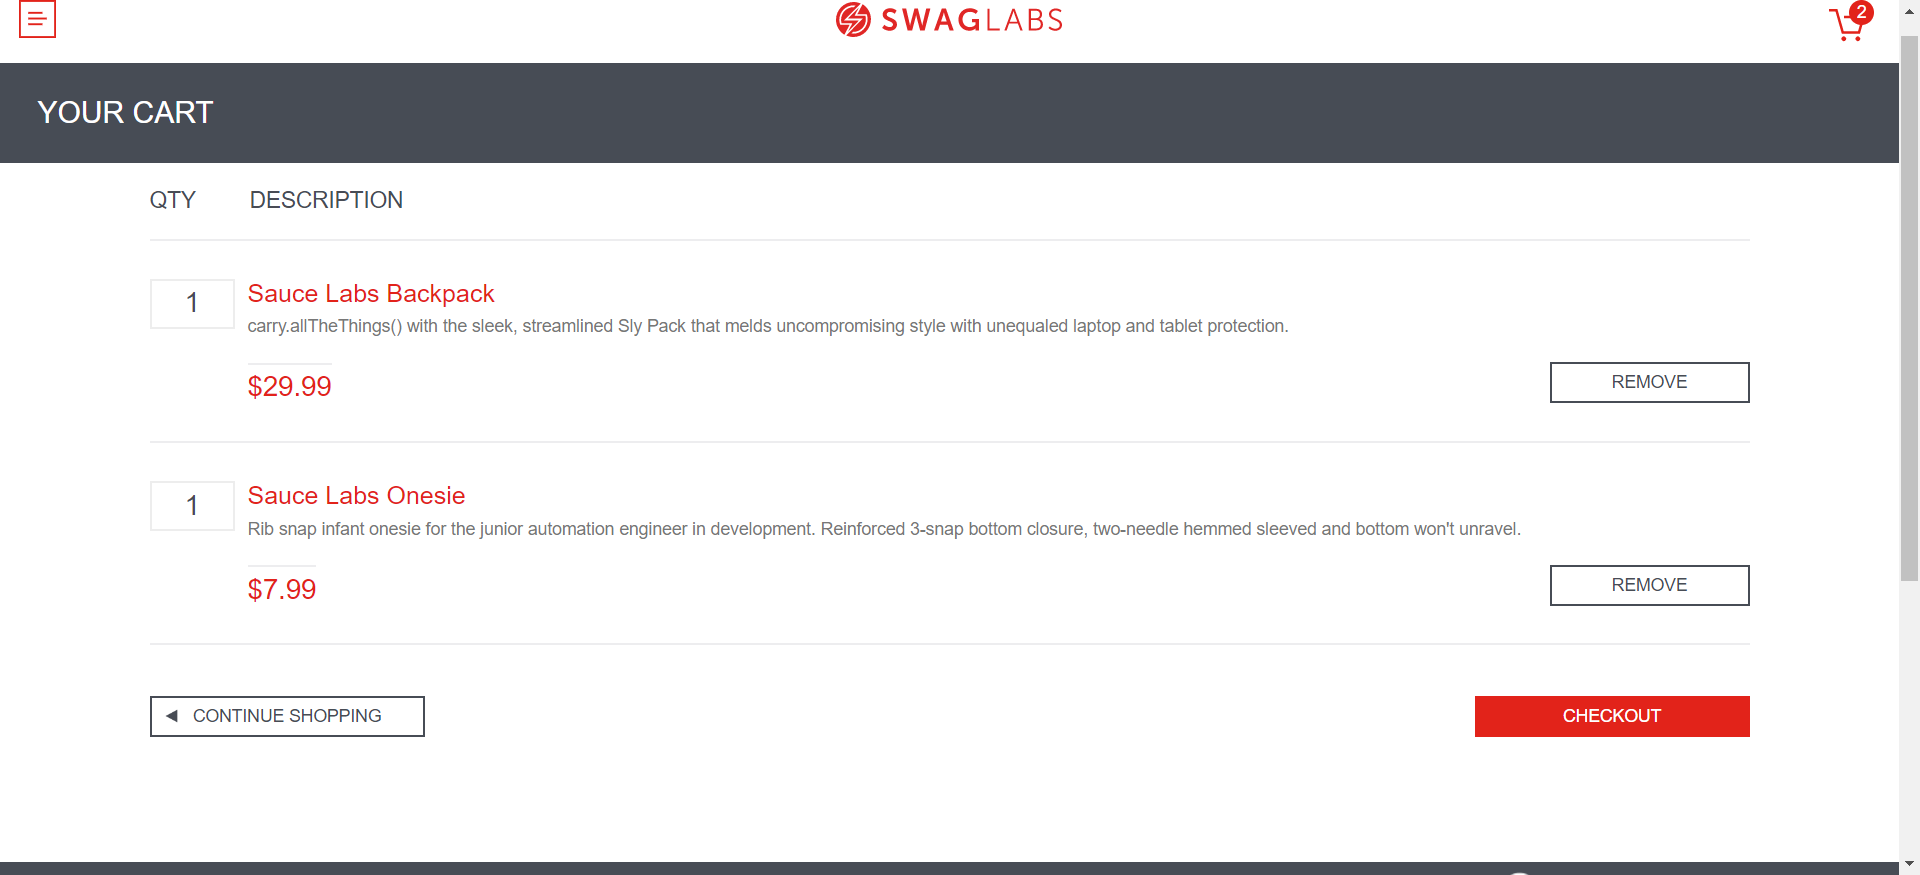 SWAGLABS
2
YOUR CART
QTY DESCRIPTION
1
Sauce Labs Backpack
carry.allTheThings() with the sleek, streamlined Sly Pack that melds uncompromising style with unequaled laptop and tablet protection.
$29.99
REMOVE
1
Sauce Labs Onesie
Rib snap infant onesie for the junior automation engineer in development. Reinforced 3-snap bottom closure, two-needle hemmed sleeved and bottom won't unravel.
$7.99
REMOVE
CONTINUE SHOPPING
CHECKOUT